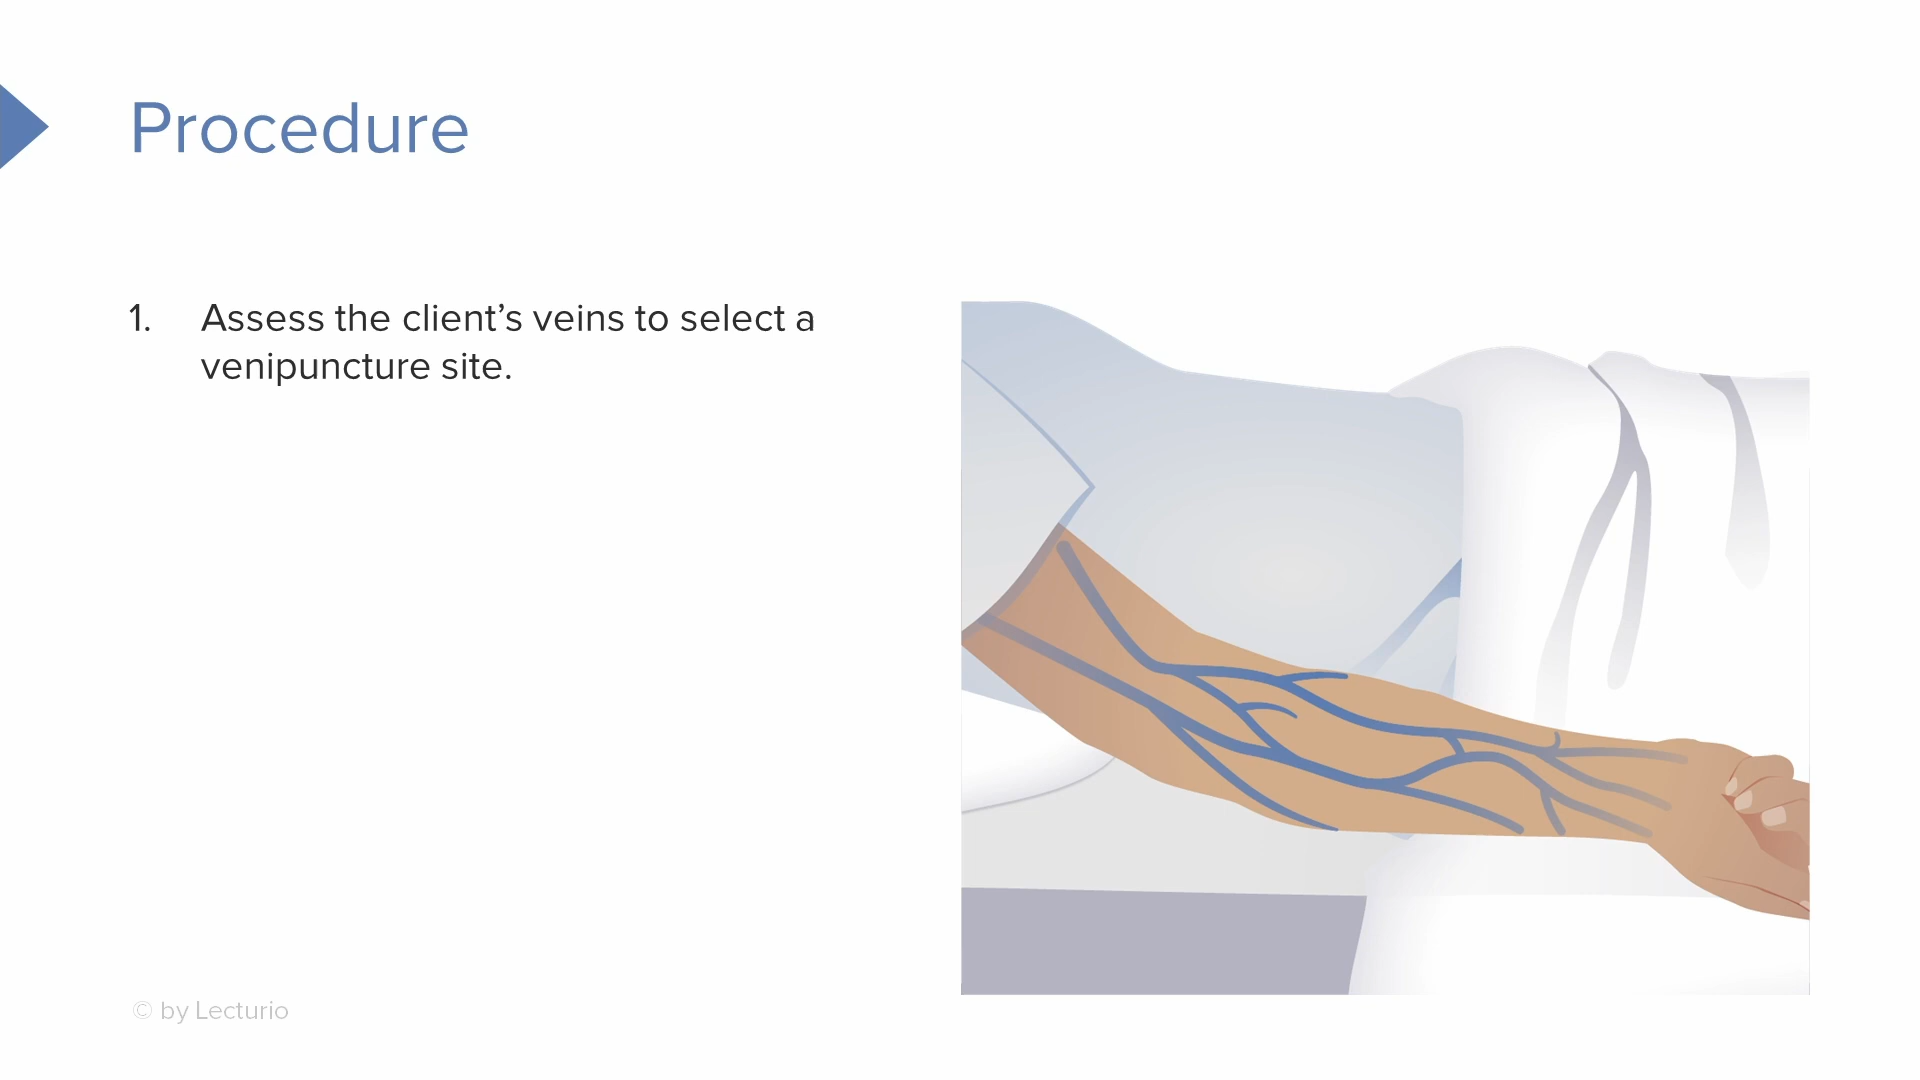 Procedure
1. Assess the client’s veins to select a
venipuncture site.
© by Lecturio